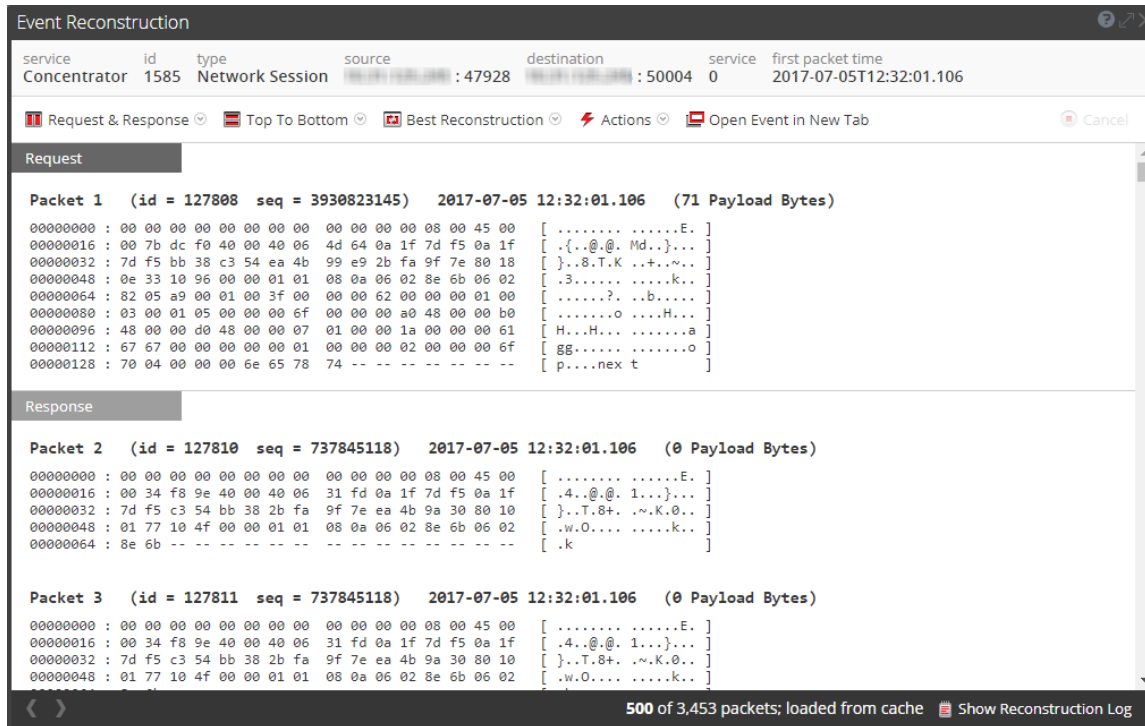 Event Reconstruction
service id type source destination service first packet time
Concentrator 1585 Network Session : 47928 : 50004 0 2017-07-05T12:32:01.106
Request & Response Top To Bottom Best Reconstruction Actions Open Event in New Tab Cancel
Request
Packet 1 (id = 127808 seq = 3930823145) 2017-07-05 12:32:01.106 (71 Payload Bytes)
00000000 : 00 00 00 00 00 00 00 00 00 00 00 00 08 00 45 00 [ ........ ......E. ]
00000016 : 00 7b dc f0 40 00 40 06 4d 64 0a 1f 7d f5 0a 1f [ .{..@.@. Md..}... ]
00000032 : 7d f5 bb 38 c3 54 ea 4b 99 e9 2b fa 9f 7e 80 18 [ }..8.T.K ..+..~.. ]
00000048 : 0e 33 10 96 00 00 01 01 08 0a 06 02 8e 6b 06 02 [ .3...... .....k.. ]
00000064 : 82 05 a9 00 01 00 3f 00 00 00 62 00 00 00 01 00 [ ......?. ..b..... ]
00000080 : 03 00 01 05 00 00 00 6f 00 00 00 a0 48 00 00 b0 [ .......o ....H... ]
00000096 : 48 00 00 d0 48 00 00 07 01 00 00 1a 00 00 00 61 [ H...H... .......a ]
00000112 : 67 67 00 00 00 00 00 01 00 00 00 02 00 00 00 6f [ gg...... .......o ]
00000128 : 70 04 00 00 00 6e 65 78 74 -- -- -- -- -- -- -- [ p....nex t ]
Response
Packet 2 (id = 127810 seq = 737845118) 2017-07-05 12:32:01.106 (0 Payload Bytes)
00000000 : 00 00 00 00 00 00 00 00 00 00 00 00 08 00 45 00 [ ........ ......E. ]
00000016 : 00 34 f8 9e 40 00 40 06 31 fd 0a 1f 7d f5 0a 1f [ .4..@.@. 1...}... ]
00000032 : 7d f5 c3 54 bb 38 2b fa 9f 7e ea 4b 9a 30 80 10 [ }..T.8+. .~.K.0.. ]
00000048 : 01 77 10 4f 00 00 01 01 08 0a 06 02 8e 6b 06 02 [ .w.O.... .....k.. ]
00000064 : 8e 6b -- -- -- -- -- -- -- -- -- -- -- -- -- -- [ .k ]
Packet 3 (id = 127811 seq = 737845118) 2017-07-05 12:32:01.106 (0 Payload Bytes)
00000000 : 00 00 00 00 00 00 00 00 00 00 00 00 08 00 45 00 [ ........ ......E. ]
00000016 : 00 34 f8 9e 40 00 40 06 31 fd 0a 1f 7d f5 0a 1f [ .4..@.@. 1...}... ]
00000032 : 7d f5 c3 54 bb 38 2b fa 9f 7e ea 4b 9a 30 80 10 [ }..T.8+. .~.K.0.. ]
00000048 : 01 77 10 4f 00 00 01 01 08 0a 06 02 8e 6b 06 02 [ .w.O.... .....k.. ]
500 of 3,453 packets; loaded from cache Show Reconstruction Log